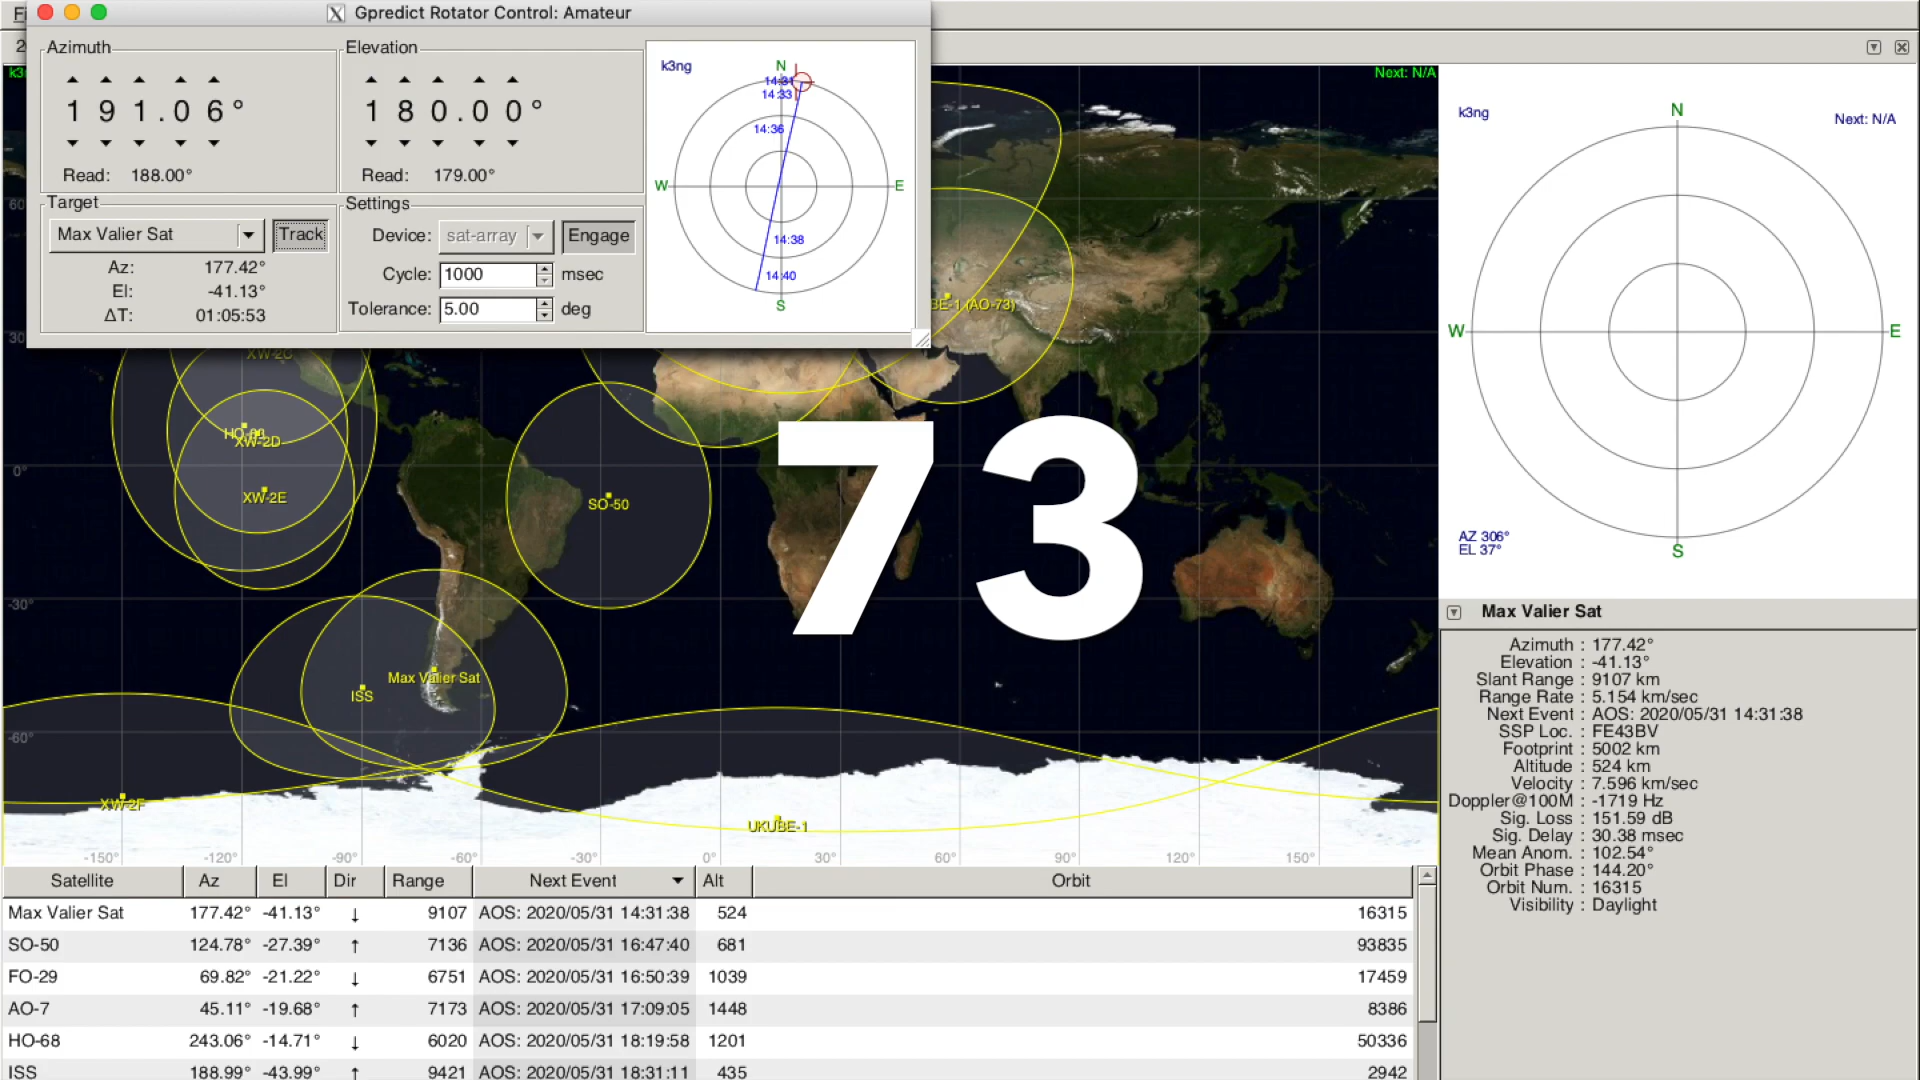 Gpredict Rotator Control: Amateur
Azimuth
191.06°
Read: 188.00°
Elevation
180.00°
Read: 179.00°
Target
Max Valier Sat
Track
Az: 177.42°
El: -41.13°
ΔT: 01:05:53
Settings
Device: sat-array
Engage
Cycle: 1000 msec
Tolerance: 5.00 deg
k3ng
N
14:33
14:36
W
E
14:38
14:40
S
Next: N/A
BE-1 (AO-73)
XW-2C
XW-2D
XW-2E
SO-50
73
Max Valier Sat
ISS
XW-2F
UKUBE-1
0°
-30°
-60°
-150°
-120°
-90°
-60°
-30°
0°
30°
60°
90°
120°
150°
k3ng
Next: N/A
N
W
E
S
AZ 306°
EL 37°
Max Valier Sat
Azimuth : 177.42°
Elevation : -41.13°
Slant Range : 9107 km
Range Rate : 5.154 km/sec
Next Event : AOS: 2020/05/31 14:31:38
SSP Loc. : FE43BV
Footprint : 5002 km
Altitude : 524 km
Velocity : 7.596 km/sec
Doppler@100M : -1719 Hz
Sig. Loss : 151.59 dB
Sig. Delay : 30.38 msec
Mean Anom. : 102.54°
Orbit Phase : 144.20°
Orbit Num. : 16315
Visibility : Daylight
Satellite Az El Dir Range Next Event Alt Orbit
Max Valier Sat 177.42° -41.13° ↓ 9107 AOS: 2020/05/31 14:31:38 524 16315
SO-50 124.78° -27.39° ↑ 7136 AOS: 2020/05/31 16:47:40 681 93835
FO-29 69.82° -21.22° ↓ 6751 AOS: 2020/05/31 16:50:39 1039 17459
AO-7 45.11° -19.68° ↑ 7173 AOS: 2020/05/31 17:09:05 1448 8386
HO-68 243.06° -14.71° ↓ 6020 AOS: 2020/05/31 18:19:58 1201 50336
ISS 188.99° -43.99° ↑ 9421 AOS: 2020/05/31 18:31:11 435 2942